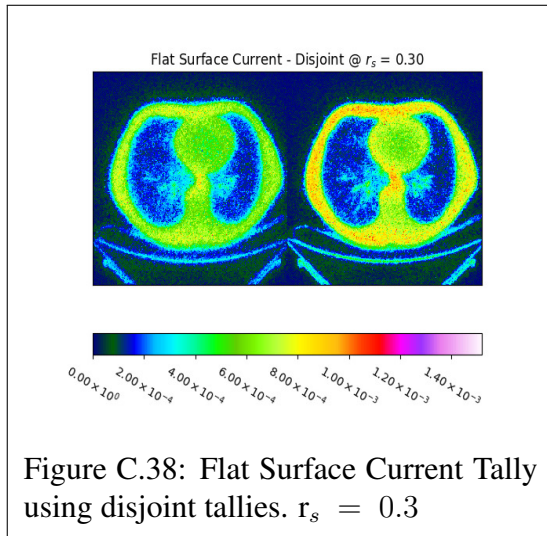 Flat Surface Current - Disjoint @ r_s = 0.30
0.00 × 10⁰ 2.00 × 10⁻⁴ 4.00 × 10⁻⁴ 6.00 × 10⁻⁴ 8.00 × 10⁻⁴ 1.00 × 10⁻³ 1.20 × 10⁻³ 1.40 × 10⁻³
Figure C.38: Flat Surface Current Tally
using disjoint tallies. r_s = 0.3